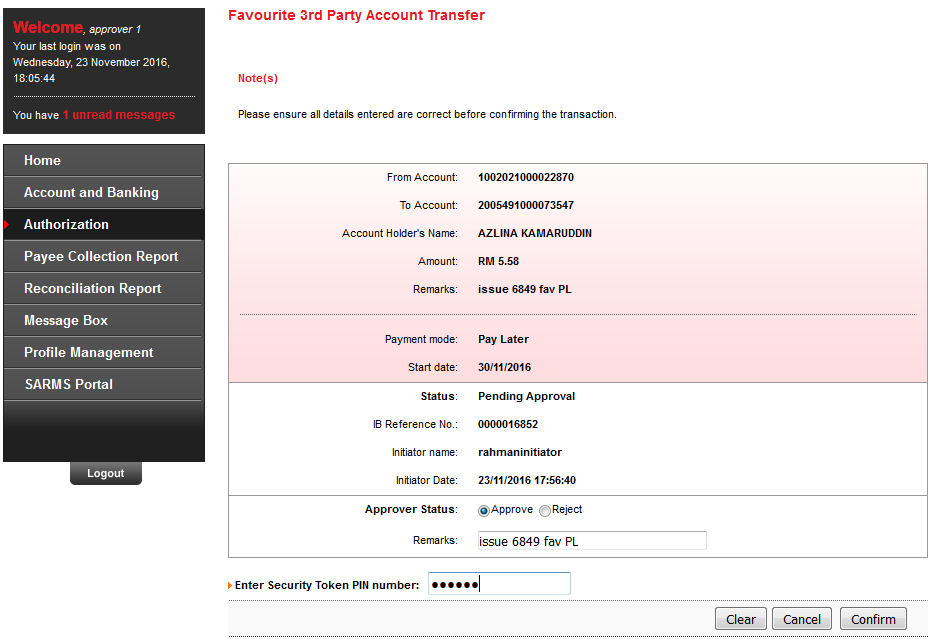 Welcome, approver 1
Your last login was on
Wednesday, 23 November 2016,
18:05:44
You have 1 unread messages
Home
Account and Banking
Authorization
Payee Collection Report
Reconciliation Report
Message Box
Profile Management
SARMS Portal
Logout
Favourite 3rd Party Account Transfer
Note(s)
Please ensure all details entered are correct before confirming the transaction.
From Account: 1002021000022870
To Account: 2005491000073547
Account Holder's Name: AZLINA KAMARUDDIN
Amount: RM 5.58
Remarks: issue 6849 fav PL
Payment mode: Pay Later
Start date: 30/11/2016
Status: Pending Approval
IB Reference No.: 0000016852
Initiator name: rahmaninitiator
Initiator Date: 23/11/2016 17:56:40
Approver Status: Approve Reject
Remarks: issue 6849 fav PL
Enter Security Token PIN number: ●●●●●●
Clear Cancel Confirm